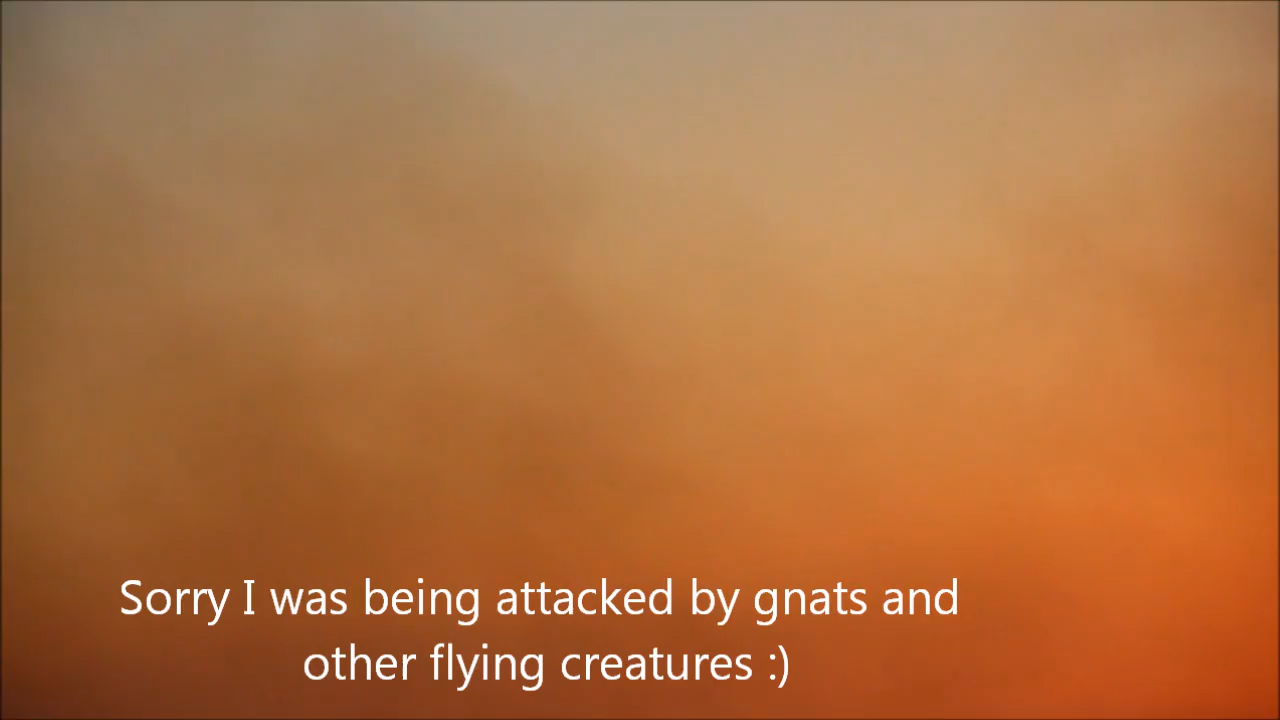 Sorry I was being attacked by gnats and
other flying creatures :)